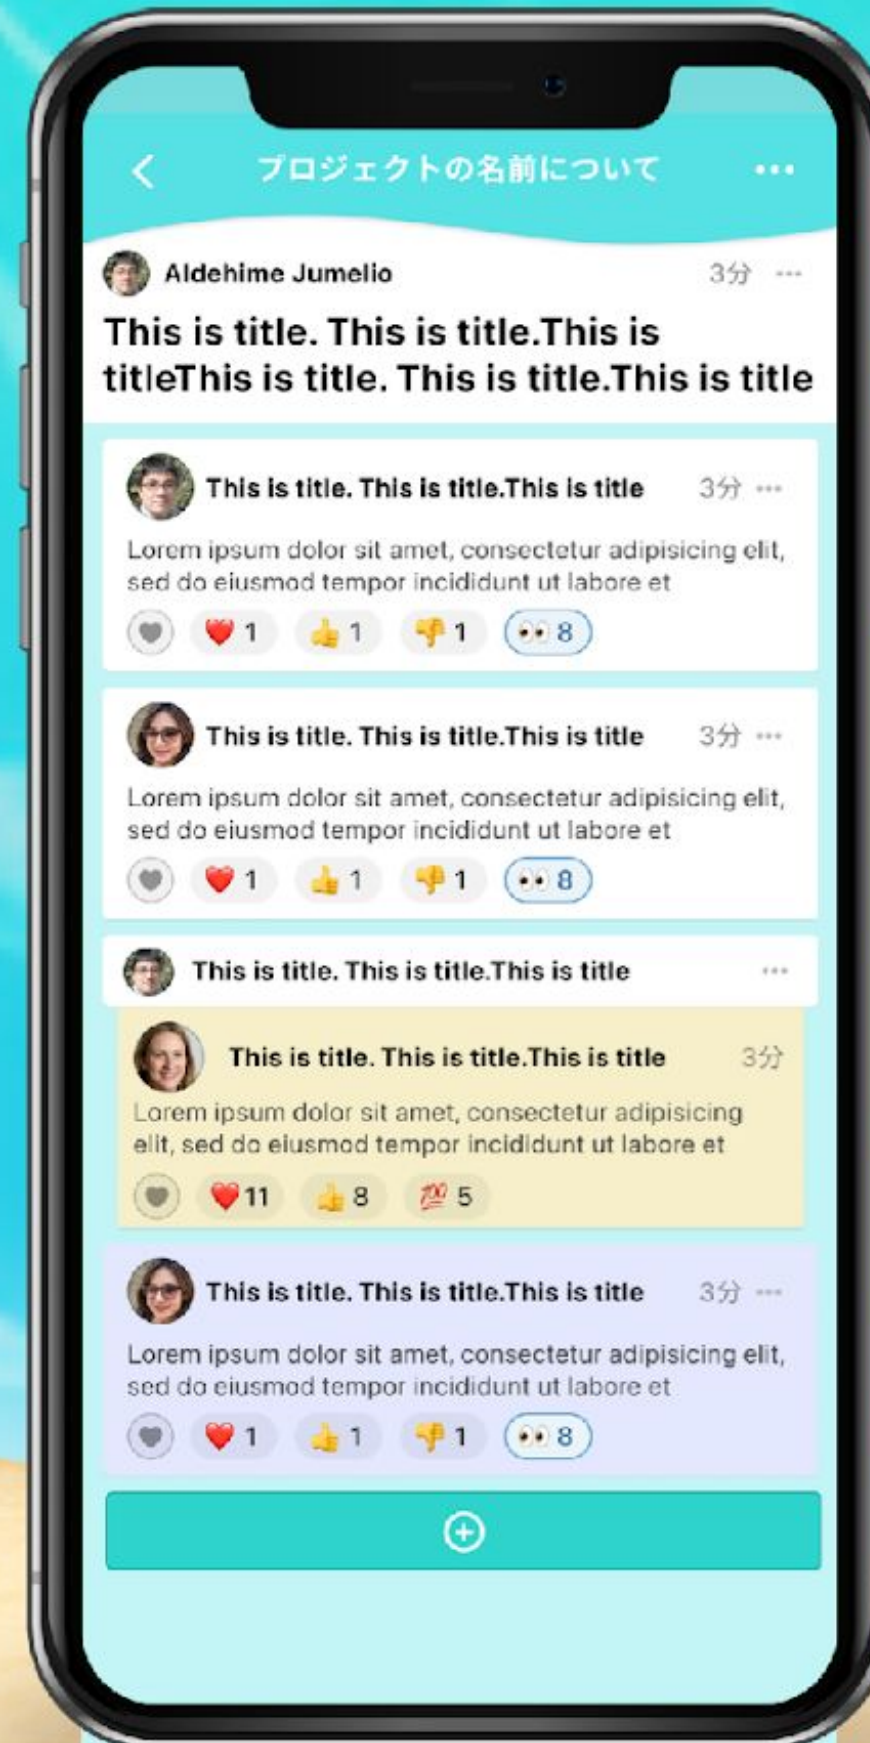 プロジェクトの名前について
Aldehime Jumelio 3分
This is title. This is title.This is
titleThis is title. This is title.This is title
This is title. This is title.This is title 3分
Lorem ipsum dolor sit amet, consectetur adipisicing elit,
sed do eiusmod tempor incididunt ut labore et
❤️ 1 👍 1 👎 1 👀 8
This is title. This is title.This is title 3分
Lorem ipsum dolor sit amet, consectetur adipisicing elit,
sed do eiusmod tempor incididunt ut labore et
❤️ 1 👍 1 👎 1 👀 8
This is title. This is title.This is title
This is title. This is title.This is title 3分
Lorem ipsum dolor sit amet, consectetur adipisicing
elit, sed do eiusmod tempor incididunt ut labore et
❤️ 11 👍 8 💯 5
This is title. This is title.This is title 3分
Lorem ipsum dolor sit amet, consectetur adipisicing elit,
sed do eiusmod tempor incididunt ut labore et
❤️ 1 👍 1 👎 1 👀 8